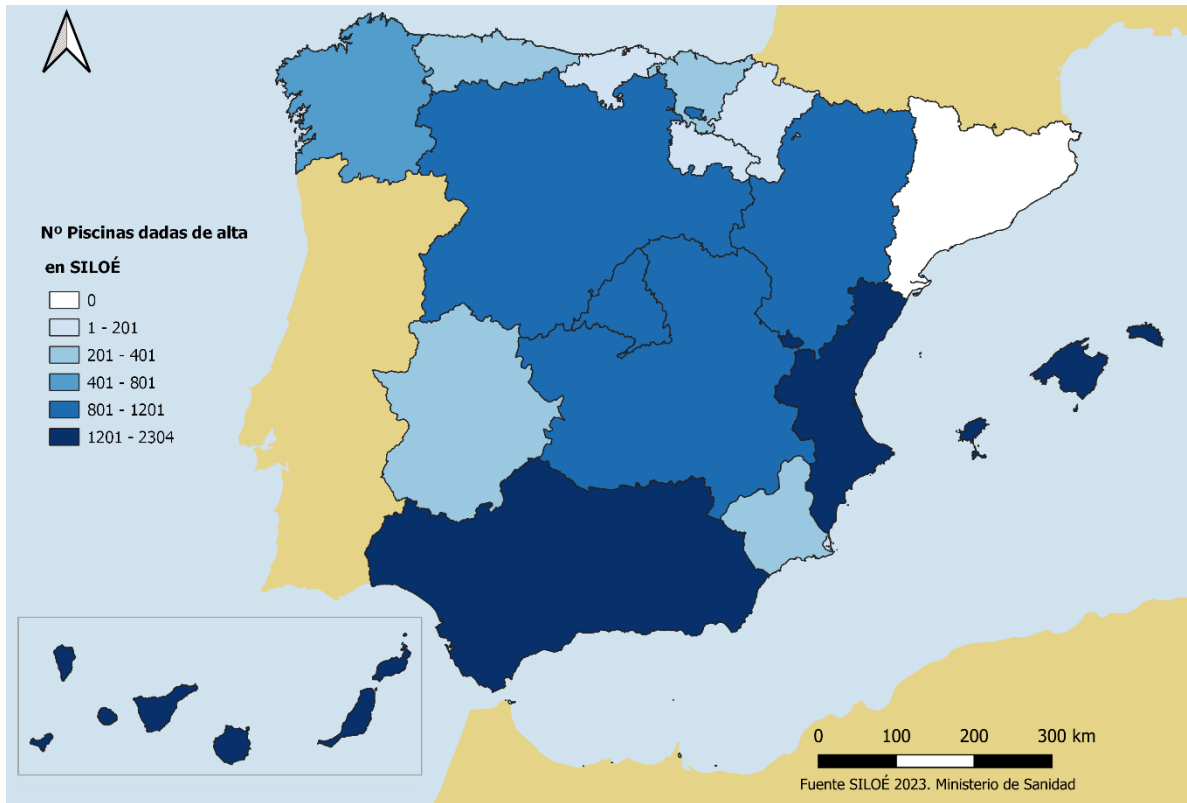 Nº Piscinas dadas de alta
en SILOÉ
0
1 - 201
201 - 401
401 - 801
801 - 1201
1201 - 2304
0 100 200 300 km
Fuente SILOÉ 2023. Ministerio de Sanidad